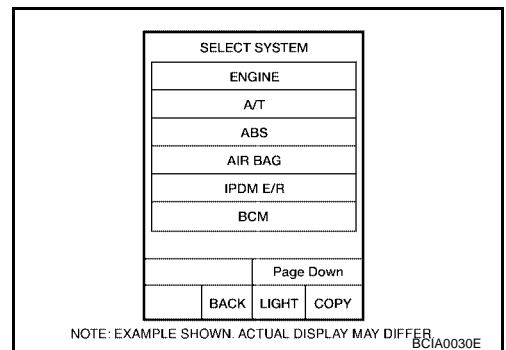 SELECT SYSTEM
ENGINE
A/T
ABS
AIR BAG
IPDM E/R
BCM
Page Down
BACK LIGHT COPY
NOTE: EXAMPLE SHOWN. ACTUAL DISPLAY MAY DIFFER
BCIA0030E